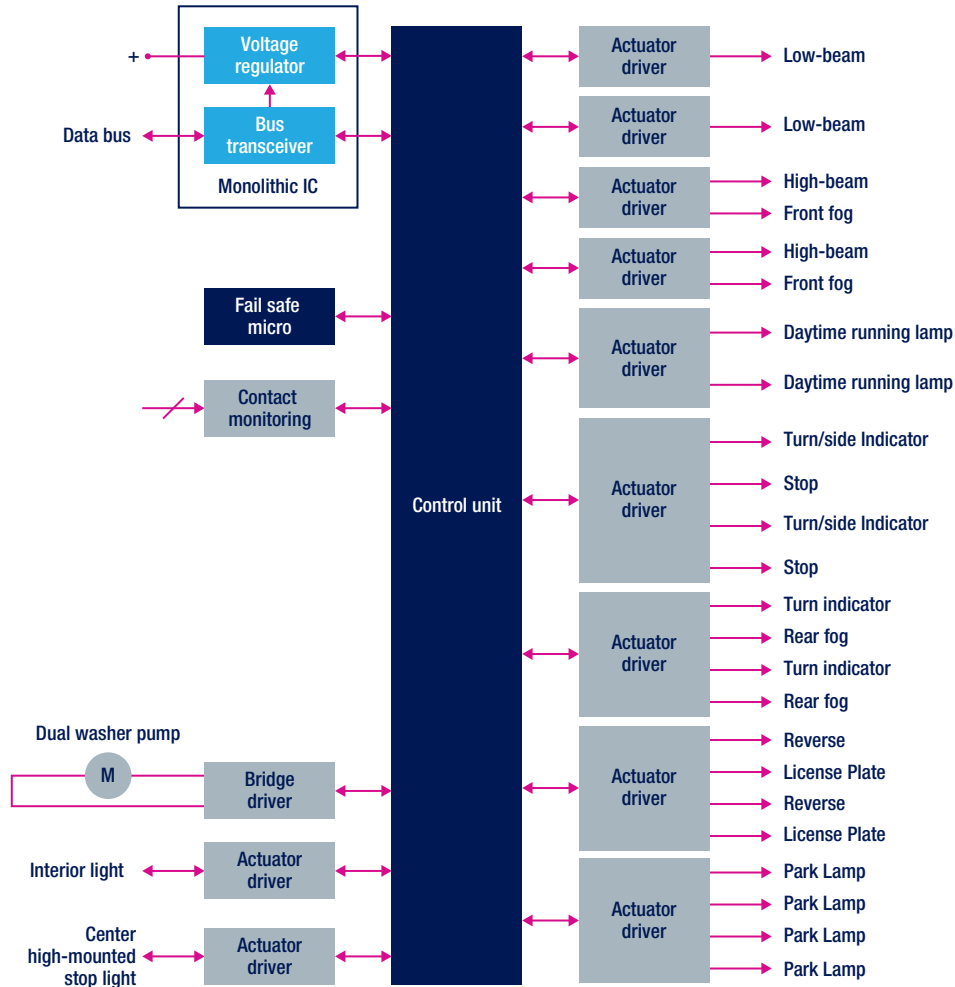 Voltage
regulator
+
Bus
transceiver
Data bus
Monolithic IC
Fail safe
micro
Contact
monitoring
Dual washer pump
M
Bridge
driver
Interior light
Actuator
driver
Center
high-mounted
stop light
Actuator
driver
Control unit
Actuator
driver
Low-beam
Actuator
driver
Low-beam
Actuator
driver
High-beam
Front fog
Actuator
driver
High-beam
Front fog
Actuator
driver
Daytime running lamp
Daytime running lamp
Actuator
driver
Turn/side Indicator
Stop
Turn/side Indicator
Stop
Actuator
driver
Turn indicator
Rear fog
Turn indicator
Rear fog
Actuator
driver
Reverse
License Plate
Reverse
License Plate
Actuator
driver
Park Lamp
Park Lamp
Park Lamp
Park Lamp